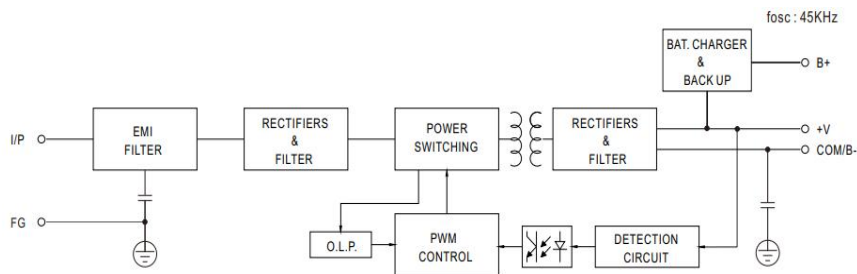 fosc : 45KHz
BAT. CHARGER
&
BACK UP
B+
I/P
EMI
FILTER
RECTIFIERS
&
FILTER
POWER
SWITCHING
RECTIFIERS
&
FILTER
+V
COM/B-
FG
O.L.P.
PWM
CONTROL
DETECTION
CIRCUIT